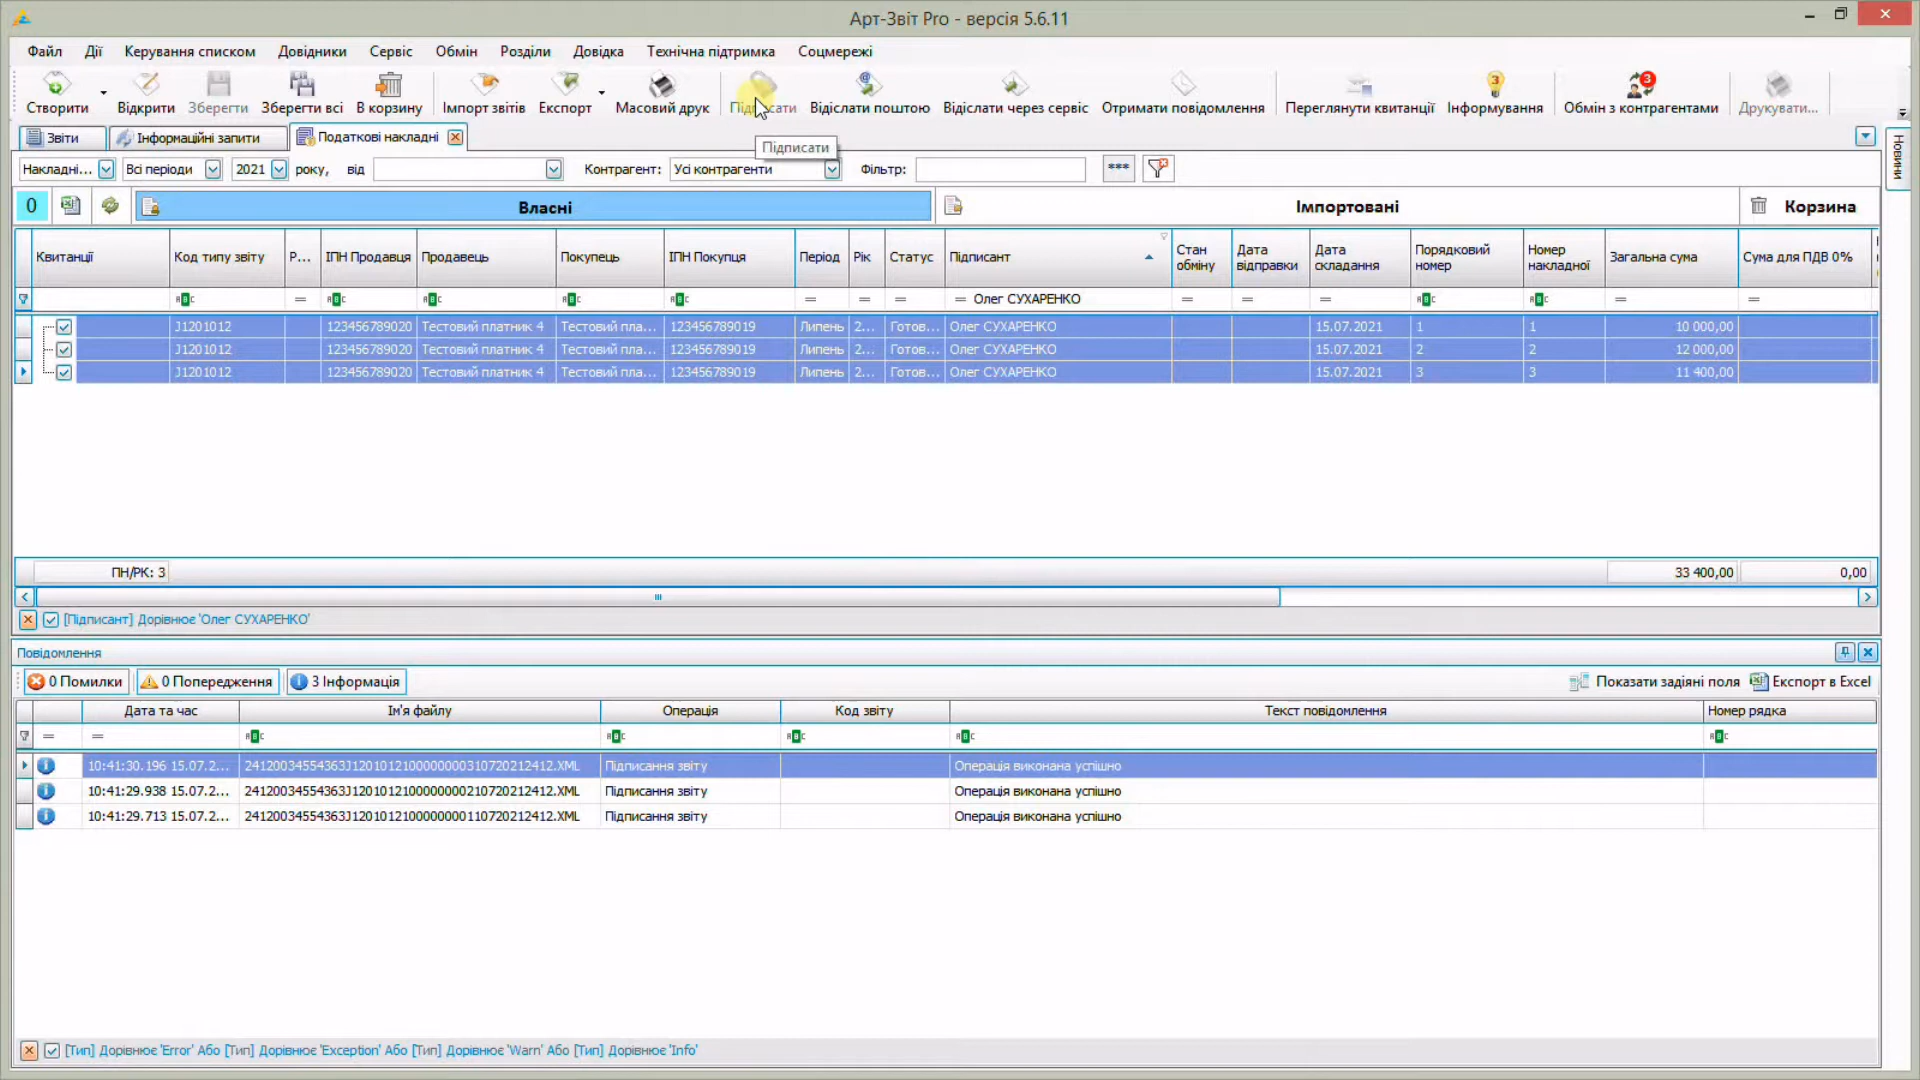 Арт-Звіт Pro - версія 5.6.11
Файл Дії Керування списком Довідники Сервіс Обмін Розділи Довідка Технічна підтримка Соцмережі
Створити Відкрити Зберегти Зберегти всі В корзину Імпорт звітів Експорт Масовий друк Підписати Відіслати поштою Відіслати через сервіс Отримати повідомлення Переглянути квитанції 3 Інформування 3 Обмін з контрагентами Друкувати...
Звіти Інформаційні запити Податкові накладні
Підписати
Новини
Накладні... Всі періоди 2021 року, від Контрагент: Усі контрагенти Фільтр: ***
0 Власні Імпортовані Корзина
Квитанції Код типу звіту Р... ІПН Продавця Продавець Покупець ІПН Покупця Період Рік Статус Підписант Стан обміну Дата відправки Дата складання Порядковий номер Номер накладної Загальна сума Сума для ПДВ 0%
= = = = = Олег СУХАРЕНКО = = = = =
J1201012 123456789020 Тестовий платник 4 Тестовий пла... 123456789019 Липень 2... Готов... Олег СУХАРЕНКО 15.07.2021 1 1 10 000,00
J1201012 123456789020 Тестовий платник 4 Тестовий пла... 123456789019 Липень 2... Готов... Олег СУХАРЕНКО 15.07.2021 2 2 12 000,00
J1201012 123456789020 Тестовий платник 4 Тестовий пла... 123456789019 Липень 2... Готов... Олег СУХАРЕНКО 15.07.2021 3 3 11 400,00
ПН/РК: 3 33 400,00 0,00
[Підписант] Дорівнює 'Олег СУХАРЕНКО'
Повідомлення
0 Помилки 0 Попередження 3 Інформація Показати задіяні поля Експорт в Excel
Дата та час Ім'я файлу Операція Код звіту Текст повідомлення Номер рядка
= =
10:41:30.196 15.07.2... 24120034554363J1201012100000000310720212412.XML Підписання звіту Операція виконана успішно
10:41:29.938 15.07.2... 24120034554363J1201012100000000210720212412.XML Підписання звіту Операція виконана успішно
10:41:29.713 15.07.2... 24120034554363J1201012100000000110720212412.XML Підписання звіту Операція виконана успішно
[Тип] Дорівнює 'Error' Або [Тип] Дорівнює 'Exception' Або [Тип] Дорівнює 'Warn' Або [Тип] Дорівнює 'Info'